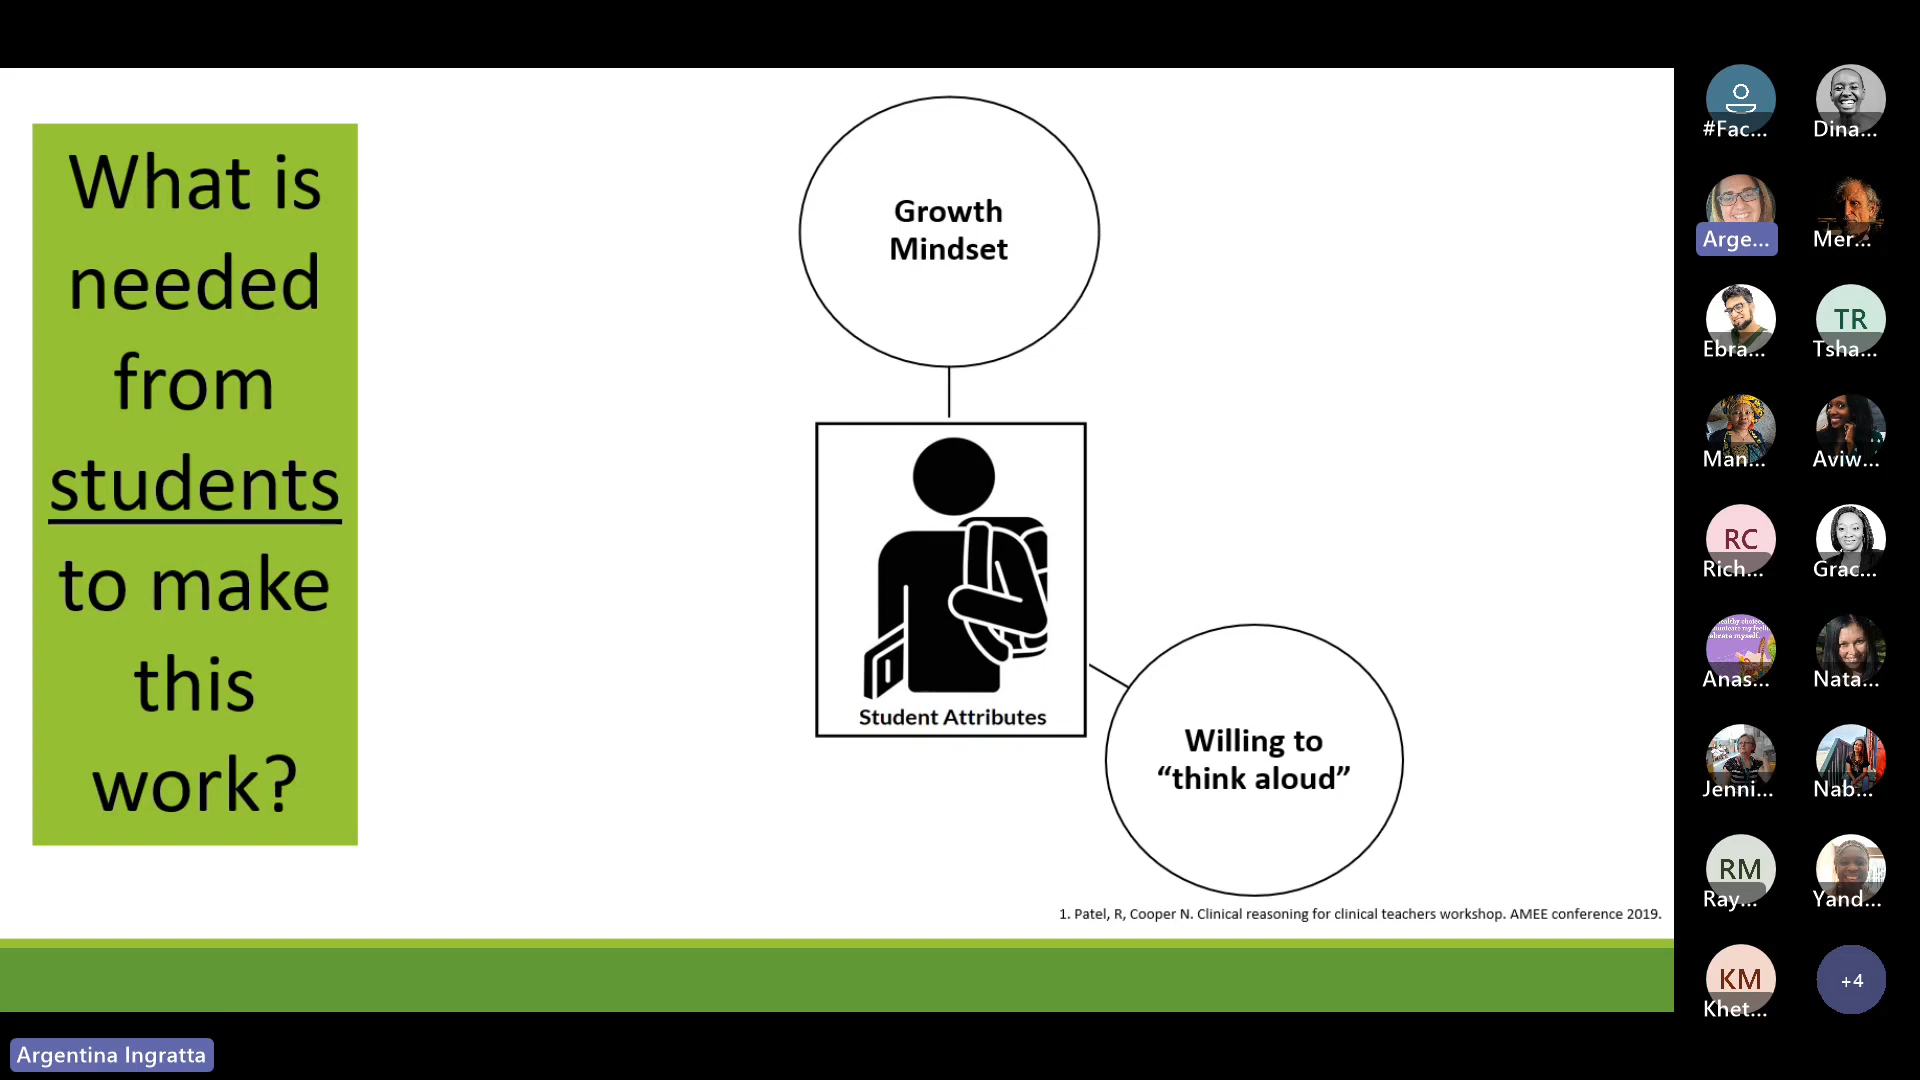 What is
needed
from
students
to make
this
work?
Growth
Mindset
Student Attributes
Willing to
“think aloud”
1. Patel, R, Cooper N. Clinical reasoning for clinical teachers workshop. AMEE conference 2019.
#Fac...
Dina...
Arge...
Mer...
Ebra...
TR
Tsha...
Man...
Aviw...
RC
Rich...
Grac...
Anas...
Nata...
Jenni...
Nab...
RM
Ray...
Yand...
KM
Khet...
+4
Argentina Ingratta